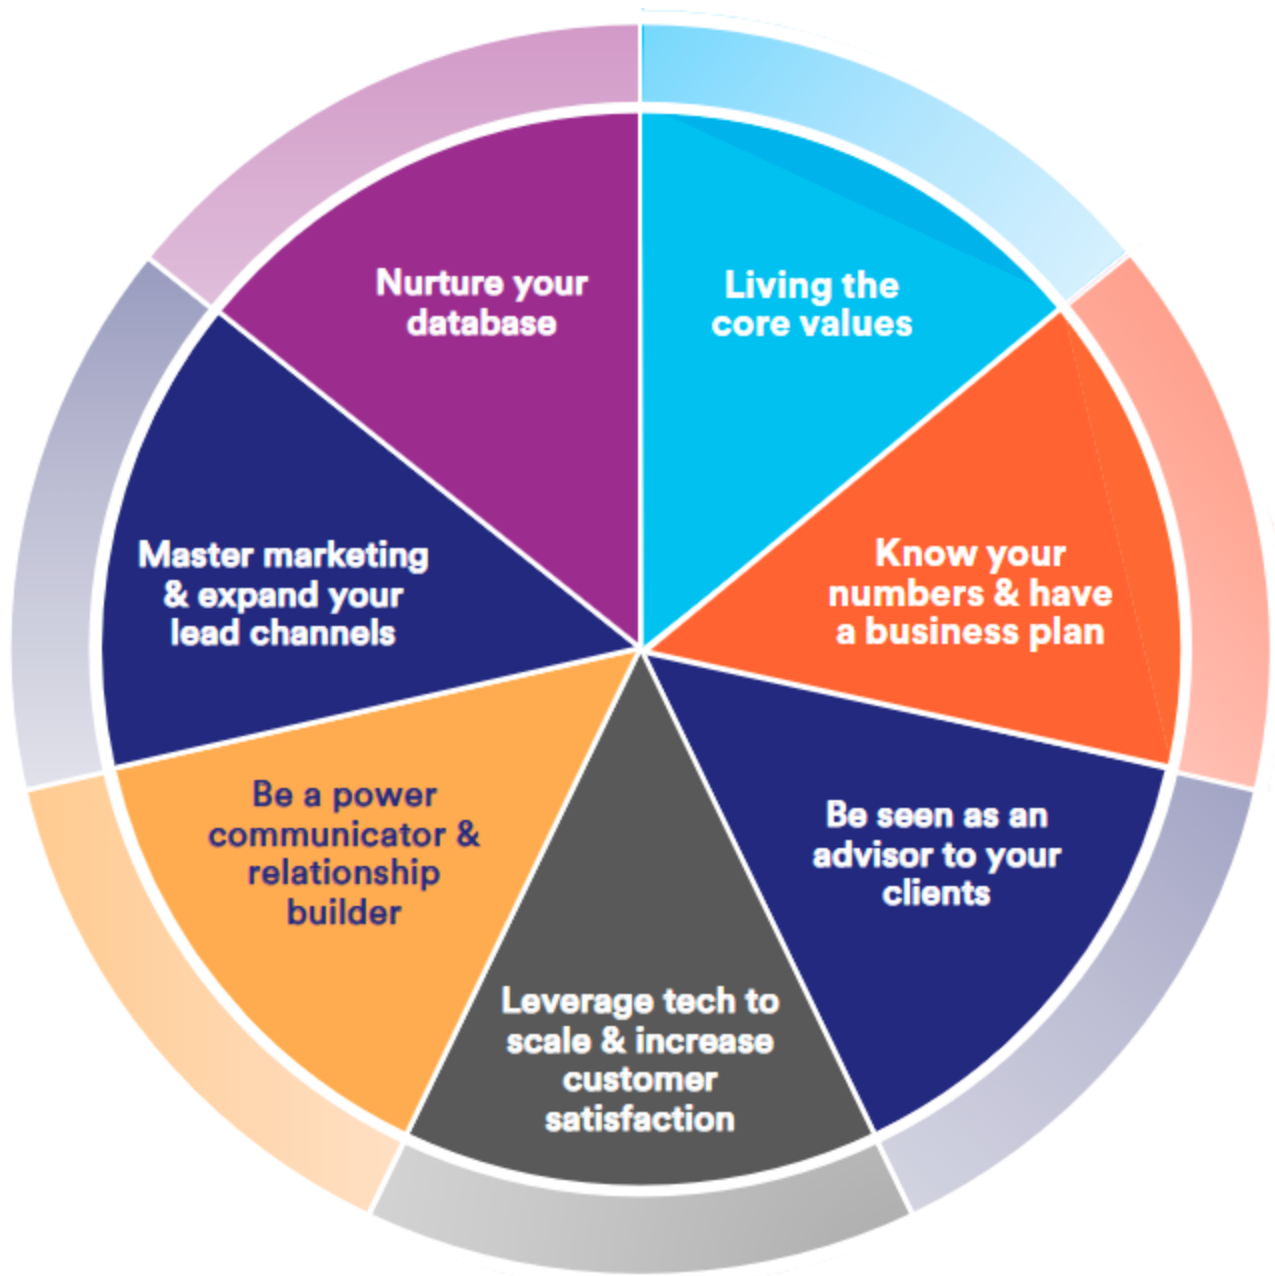 Nurture your
database
Living the
core values
Know your
numbers & have
a business plan
Be seen as an
advisor to your
clients
Leverage tech to
scale & increase
customer
satisfaction
Be a power
communicator &
relationship
builder
Master marketing
& expand your
lead channels